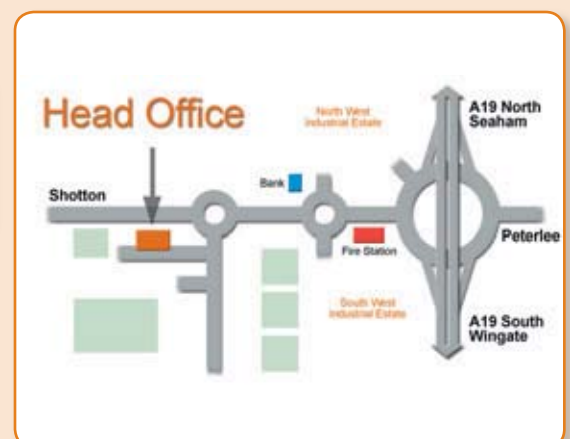 Head Office
North West
Industrial Estate
A19 North
Seaham
Bank
Shotton
Peterlee
Fire Station
South West
Industrial Estate
A19 South
Wingate